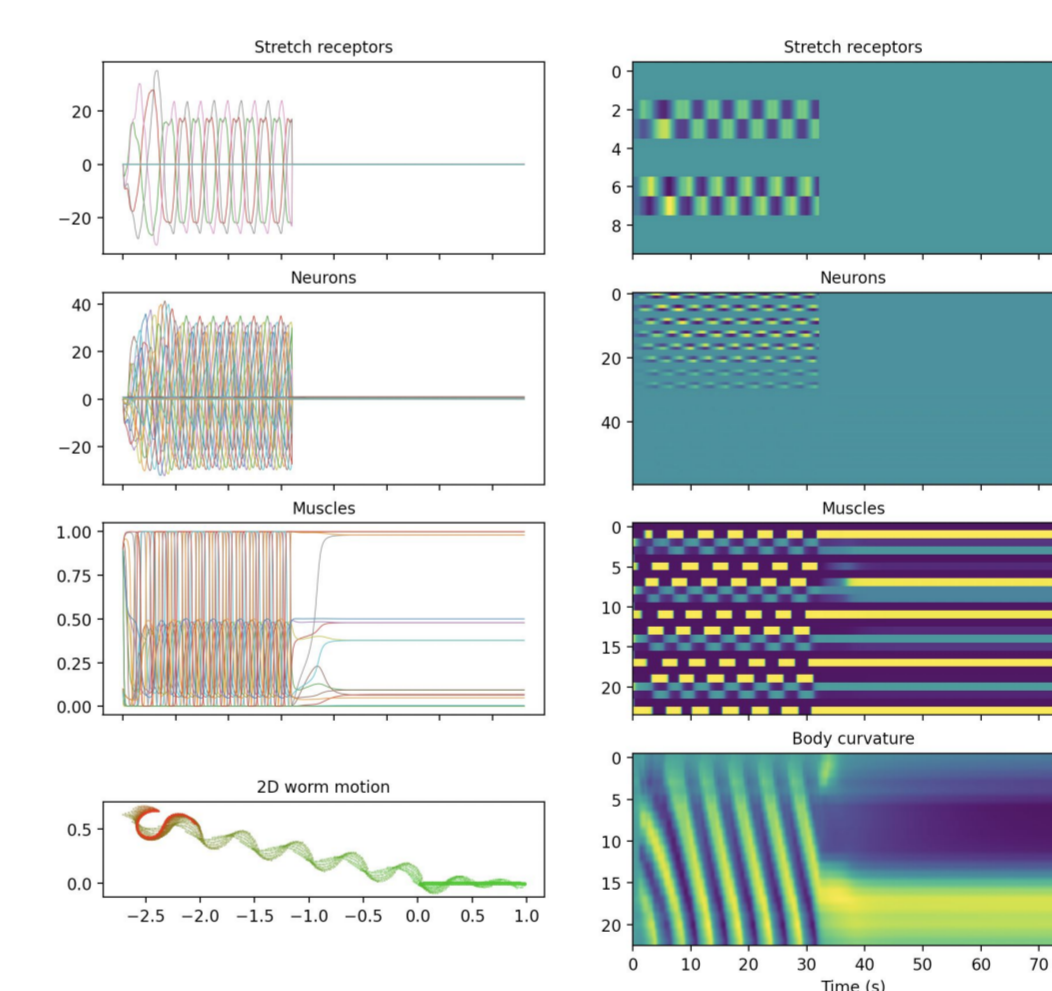 Stretch receptors
20
0
−20
Stretch receptors
0
2
4
6
8
Neurons
40
20
0
−20
Neurons
0
20
40
Muscles
1.00
0.75
0.50
0.25
0.00
Muscles
0
5
10
15
20
2D worm motion
0.5
0.0
−2.5 −2.0 −1.5 −1.0 −0.5 0.0 0.5 1.0
Body curvature
0
5
10
15
20
0 10 20 30 40 50 60 70
Time (s)